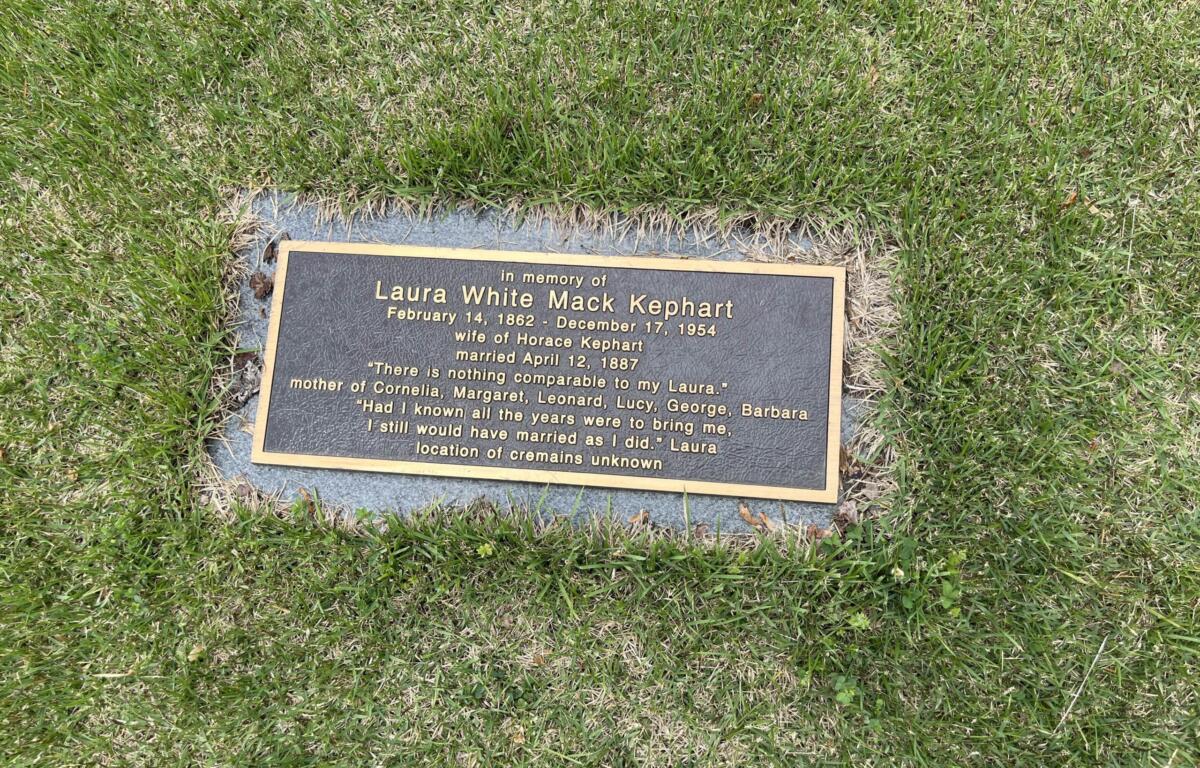 in memory of
Laura White Mack Kephart
February 14, 1862 - December 17, 1954
wife of Horace Kephart
married April 12, 1887
“There is nothing comparable to my Laura.”
mother of Cornelia, Margaret, Leonard, Lucy, George, Barbara
“Had I known all the years were to bring me,
I still would have married as I did.” Laura
location of cremains unknown